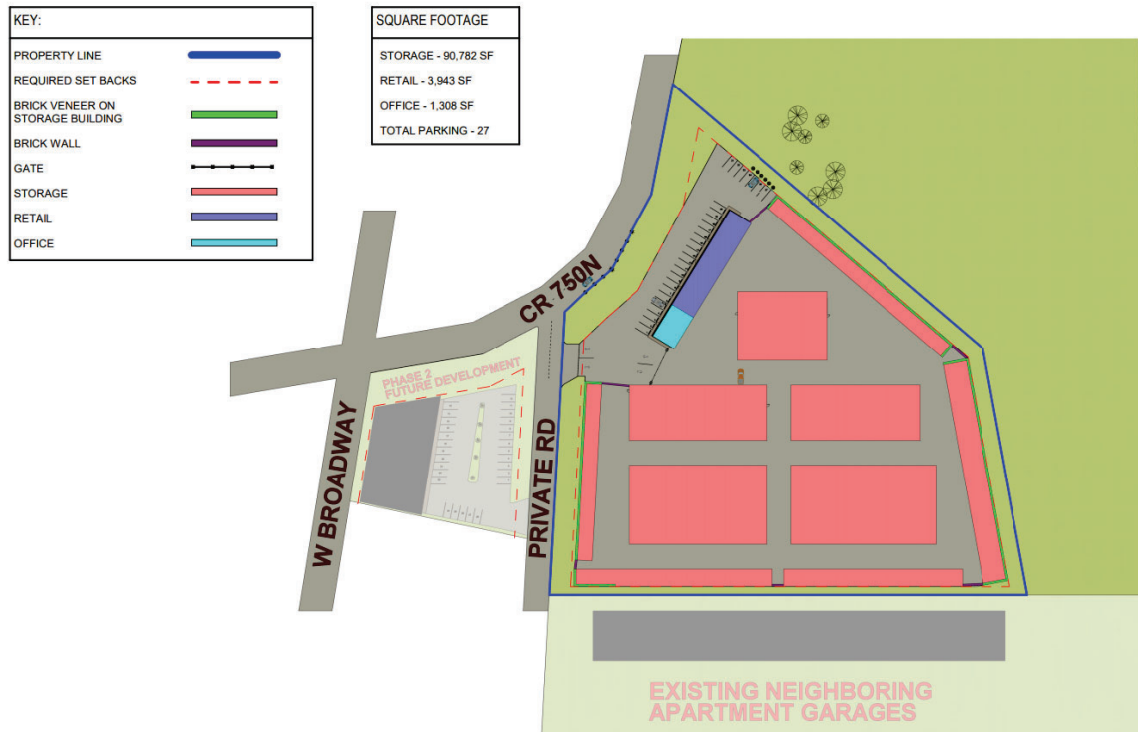 KEY:
PROPERTY LINE
REQUIRED SET BACKS
BRICK VENEER ON
STORAGE BUILDING
BRICK WALL
GATE
STORAGE
RETAIL
OFFICE
SQUARE FOOTAGE
STORAGE - 90,782 SF
RETAIL - 3,943 SF
OFFICE - 1,308 SF
TOTAL PARKING - 27
CR 750N
PHASE 2
FUTURE DEVELOPMENT
W BROADWAY
PRIVATE RD
EXISTING NEIGHBORING
APARTMENT GARAGES